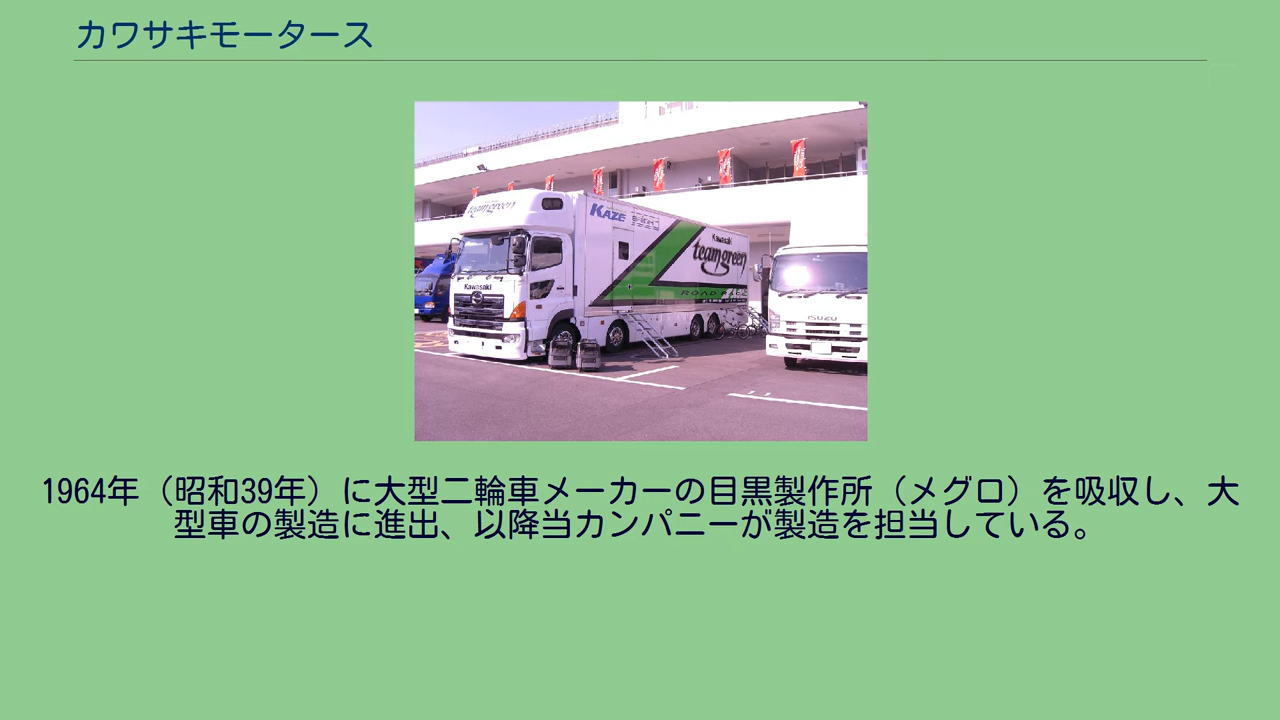 カワサキモータース
team green
KAZE
Kawasaki
team green
Kawasaki
ISUZU
1964年（昭和39年）に大型二輪車メーカーの目黒製作所（メグロ）を吸収し、大
型車の製造に進出、以降当カンパニーが製造を担当している。